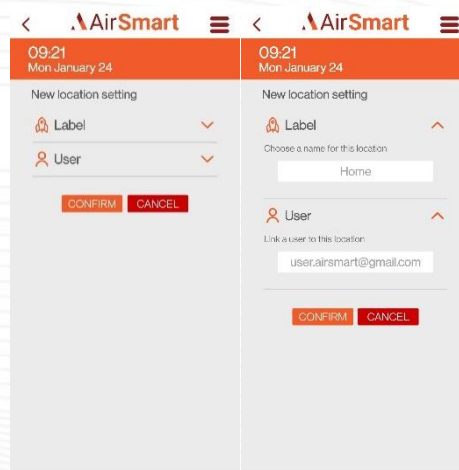 AirSmart
09:21
Mon January 24
New location setting
Label
User
CONFIRM CANCEL
AirSmart
09:21
Mon January 24
New location setting
Label
Choose a name for this location
Home
User
Link a user to this location
user.airsmart@gmail.com
CONFIRM CANCEL